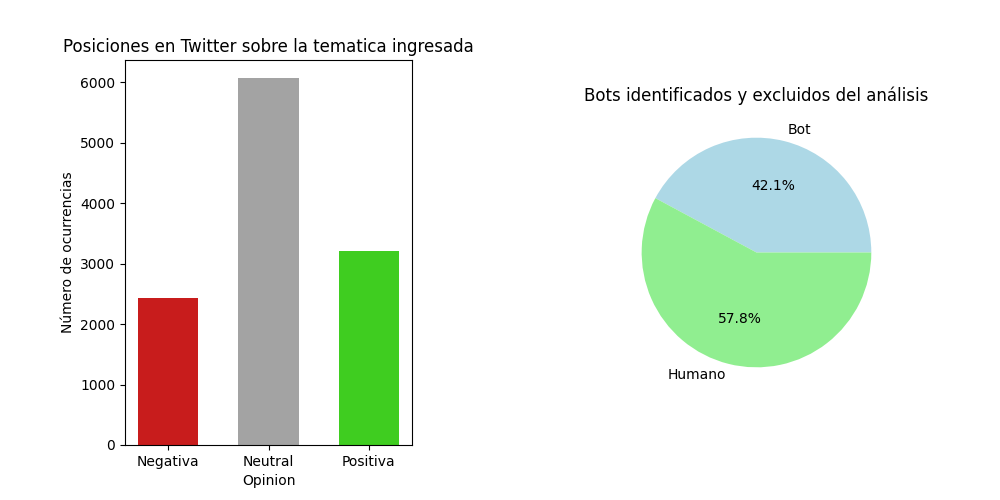 Posiciones en Twitter sobre la tematica ingresada
Número de ocurrencias
6000
5000
4000
3000
2000
1000
0
Negativa
Neutral
Positiva
Opinion
Bots identificados y excluidos del análisis
Bot
42.1%
57.8%
Humano